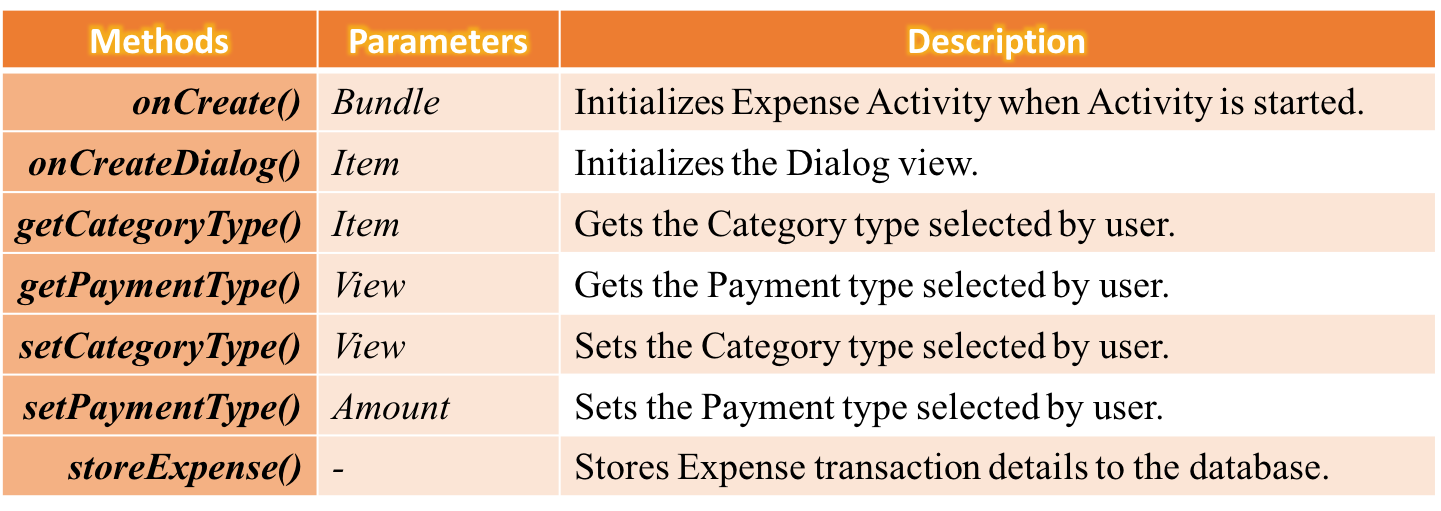 Methods Parameters Description
onCreate() Bundle Initializes Expense Activity when Activity is started.
onCreateDialog() Item Initializes the Dialog view.
getCategoryType() Item Gets the Category type selected by user.
getPaymentType() View Gets the Payment type selected by user.
setCategoryType() View Sets the Category type selected by user.
setPaymentType() Amount Sets the Payment type selected by user.
storeExpense() - Stores Expense transaction details to the database.